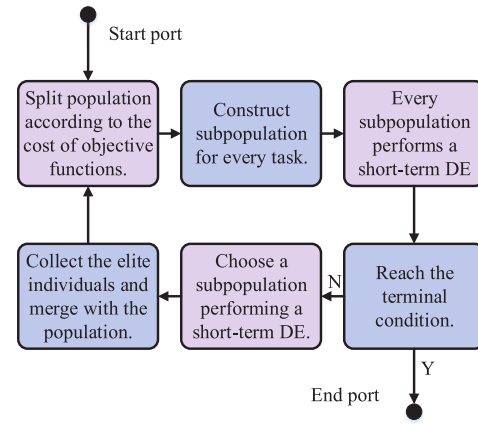 Start port
Split population
according to the
cost of objective
functions.
Construct
subpopulation
for every task.
Every
subpopulation
performs a
short-term DE
Reach the
terminal
condition.
N
Choose a
subpopulation
performing a
short-term DE.
Collect the elite
individuals and
merge with the
population.
Y
End port